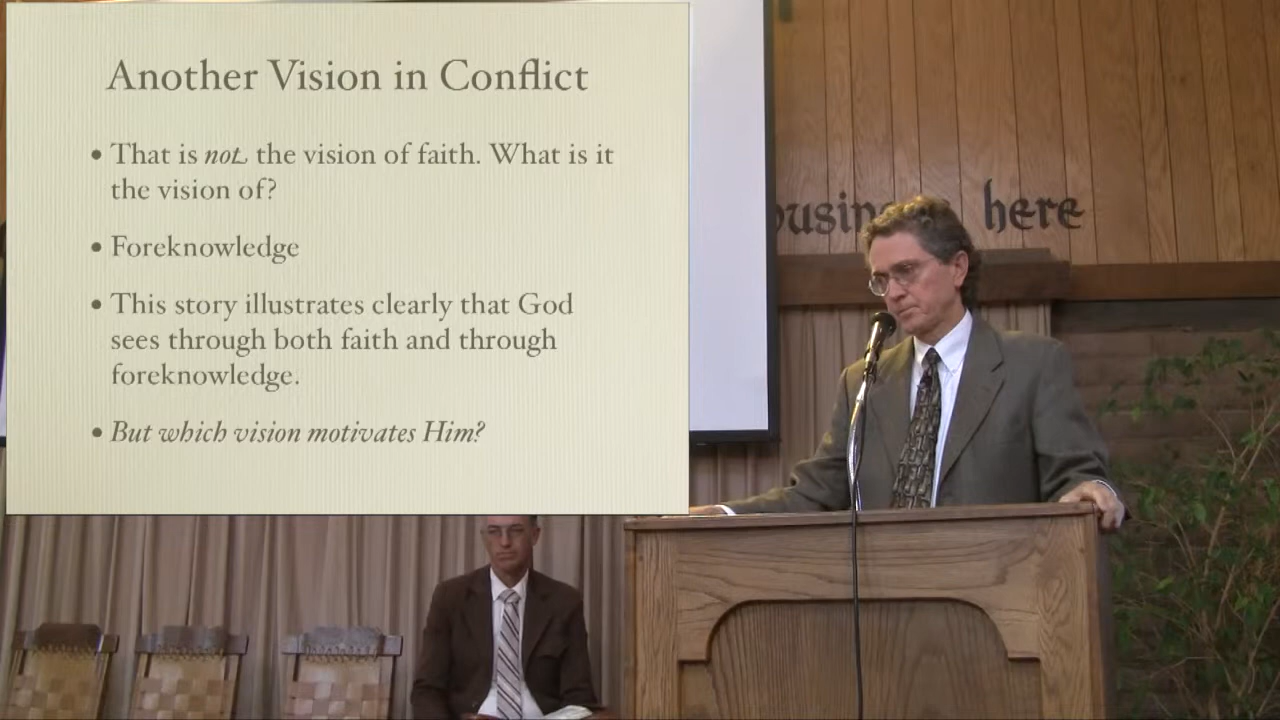 Another Vision in Conflict
• That is not the vision of faith. What is it
the vision of?
• Foreknowledge
• This story illustrates clearly that God
sees through both faith and through
foreknowledge.
• But which vision motivates Him?
here